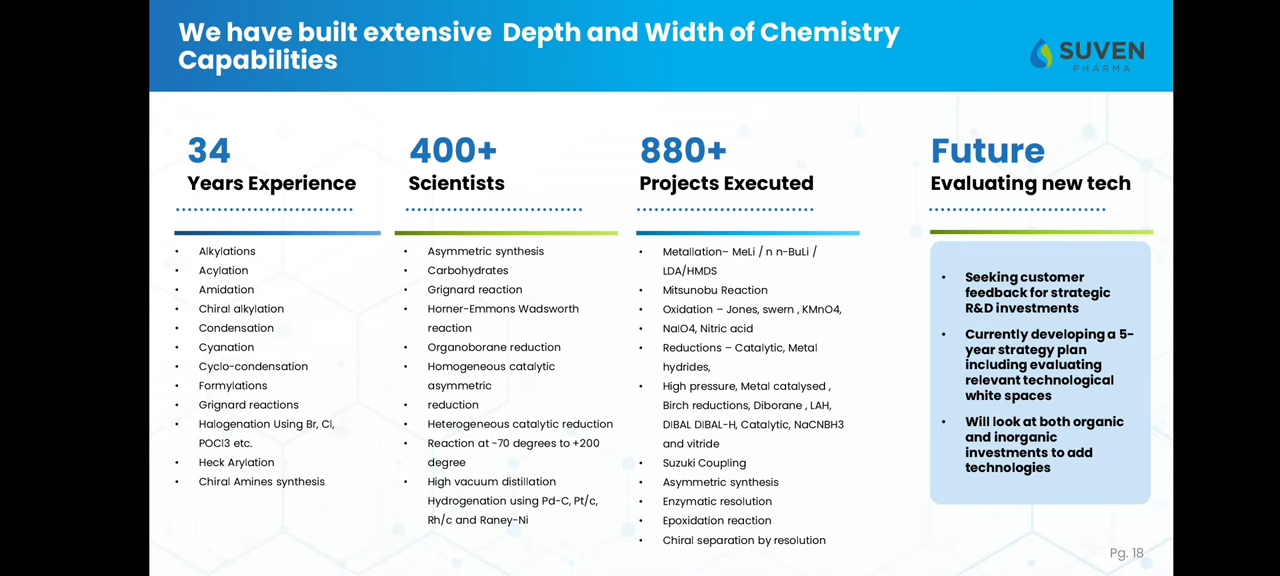 We have built extensive  Depth and Width of Chemistry
Capabilities
SUVEN
PHARMA
34
Years Experience
• Alkylations
• Acylation
• Amidation
• Chiral alkylation
• Condensation
• Cyanation
• Cyclo-condensation
• Formylations
• Grignard reactions
• Halogenation Using Br, Cl,
POCl3 etc.
• Heck Arylation
• Chiral Amines synthesis
400+
Scientists
• Asymmetric synthesis
• Carbohydrates
• Grignard reaction
• Horner-Emmons Wadsworth
reaction
• Organoborane reduction
• Homogeneous catalytic
asymmetric
• reduction
• Heterogeneous catalytic reduction
• Reaction at -70 degrees to +200
degree
• High vacuum distillation
Hydrogenation using Pd-C, Pt/c,
Rh/c and Raney-Ni
880+
Projects Executed
• Metallation– MeLi / n n-BuLi /
LDA/HMDS
• Mitsunobu Reaction
• Oxidation – Jones, swern , KMnO4,
• NaIO4, Nitric acid
• Reductions – Catalytic, Metal
hydrides,
• High pressure, Metal catalysed ,
Birch reductions, Diborane , LAH,
DIBAL DIBAL-H, Catalytic, NaCNBH3
and vitride
• Suzuki Coupling
• Asymmetric synthesis
• Enzymatic resolution
• Epoxidation reaction
• Chiral separation by resolution
Future
Evaluating new tech
• Seeking customer
feedback for strategic
R&D investments
• Currently developing a 5-
year strategy plan
including evaluating
relevant technological
white spaces
• Will look at both organic
and inorganic
investments to add
technologies
Pg. 18